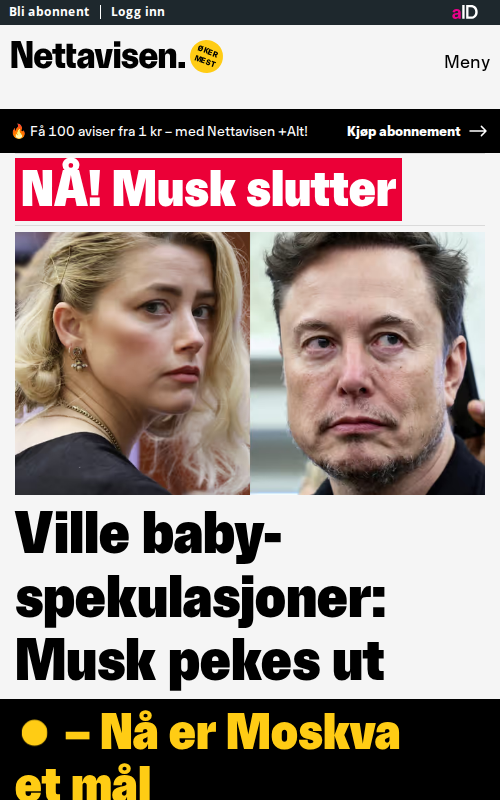 Bli abonnent | Logg inn
aID
Nettavisen.
ØKER
MEST
Meny
🔥 Få 100 aviser fra 1 kr – med Nettavisen +Alt!
Kjøp abonnement →
NÅ! Musk slutter
Ville baby-
spekulasjoner:
Musk pekes ut
– Nå er Moskva
et mål